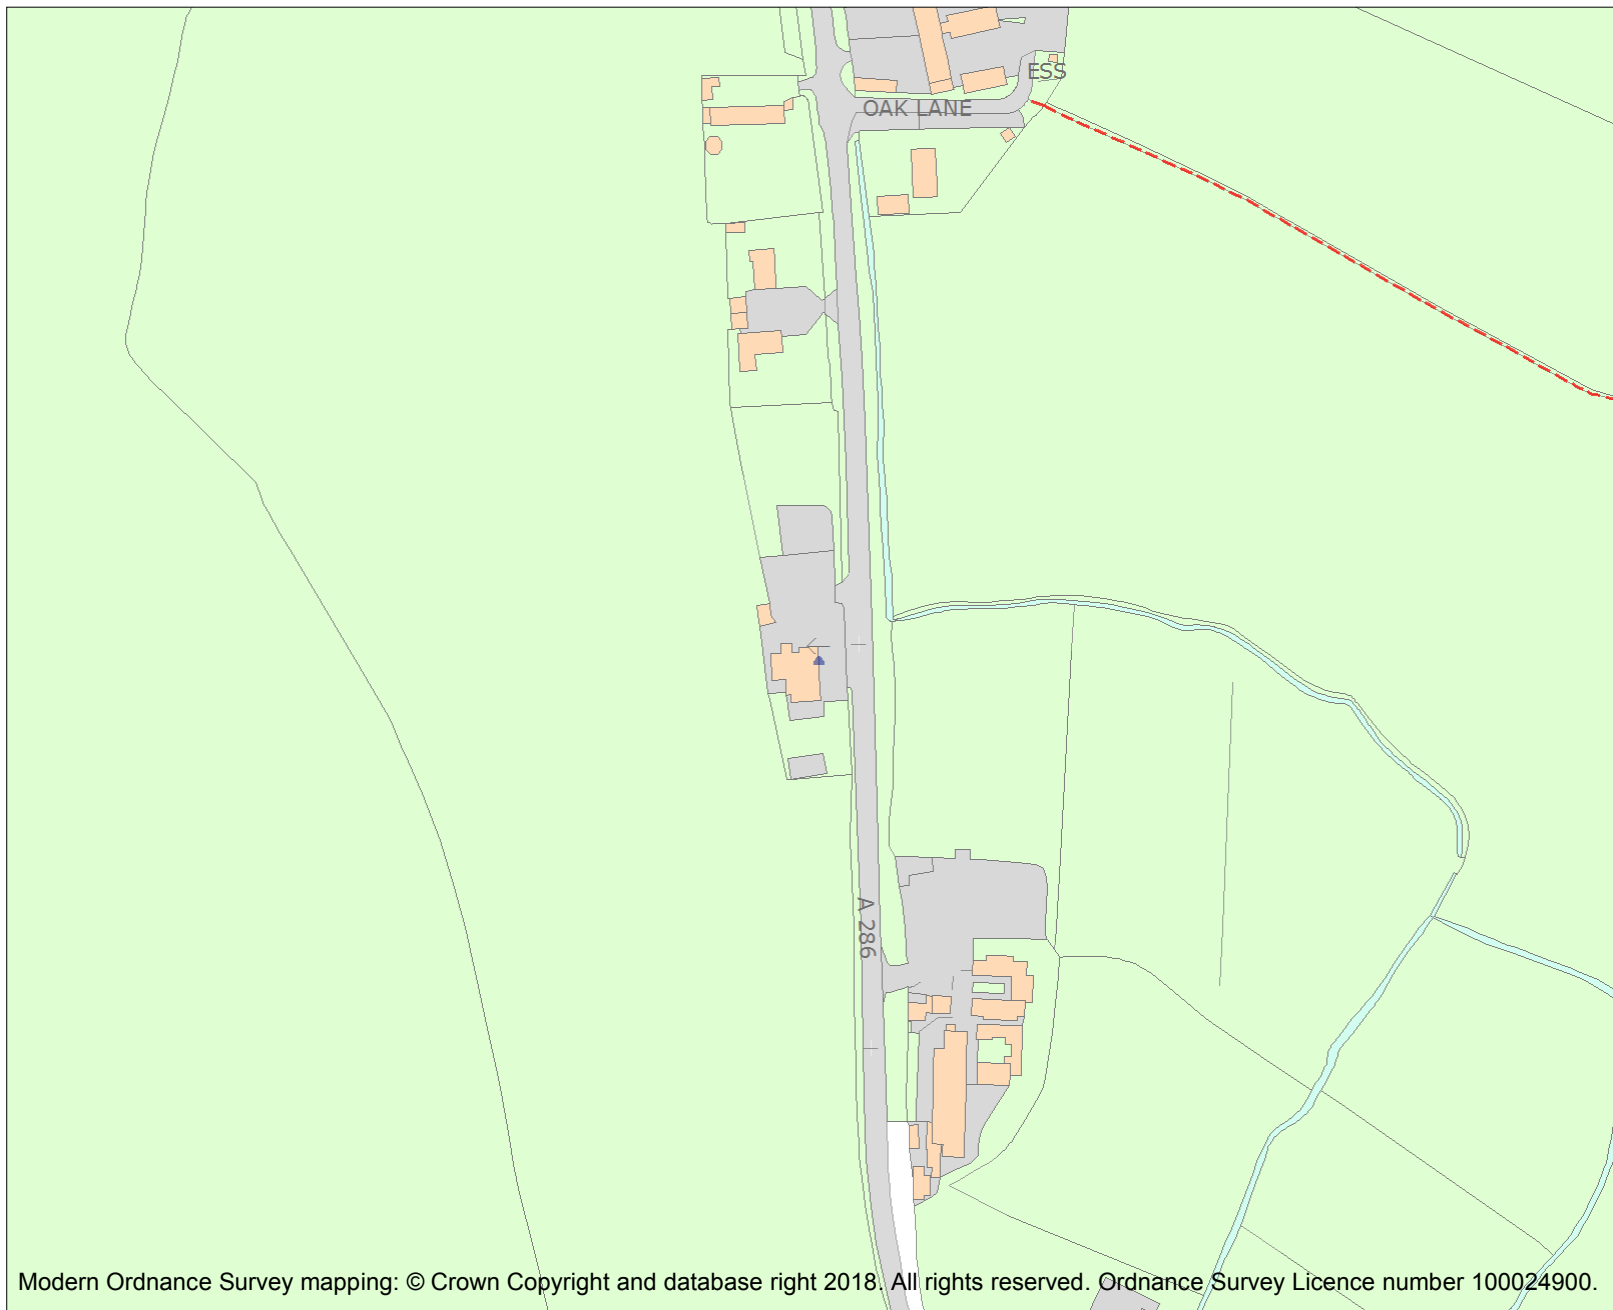 ESS
OAK LANE
A 286
Modern Ordnance Survey mapping: © Crown Copyright and database right 2018. All rights reserved. Ordnance Survey Licence number 100024900.